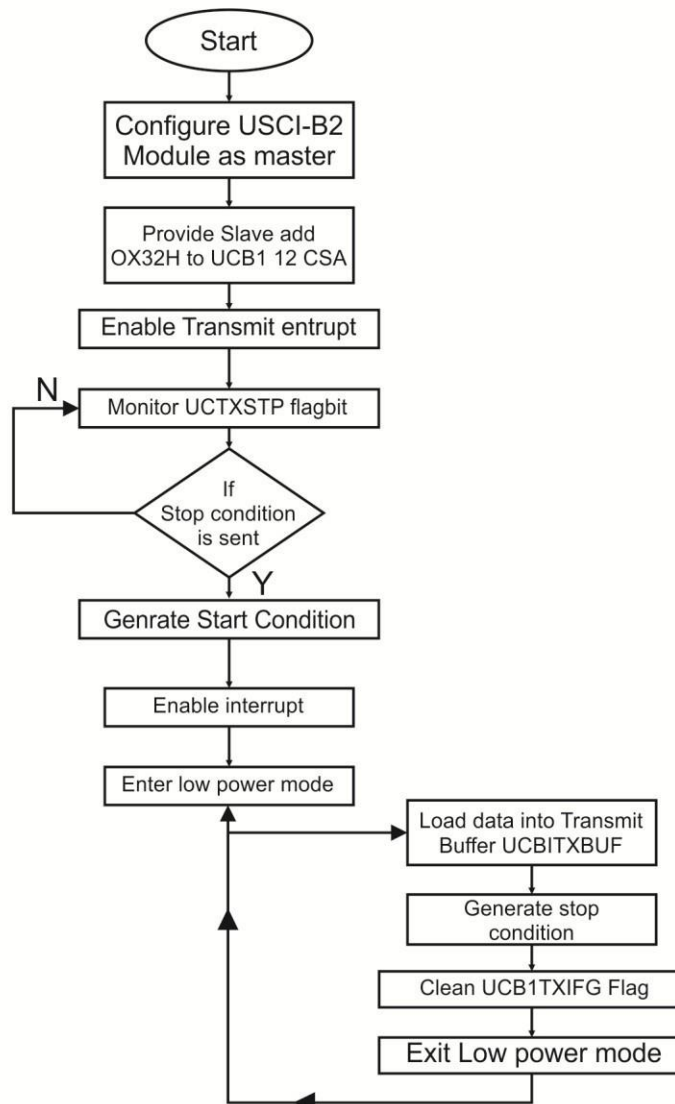 Start
Configure USCI-B2
Module as master
Provide Slave add
OX32H to UCB1 12 CSA
Enable Transmit entrupt
N
Monitor UCTXSTP flagbit
If
Stop condition
is sent
Y
Genrate Start Condition
Enable interrupt
Enter low power mode
Load data into Transmit
Buffer UCBITXBUF
Generate stop
condition
Clean UCB1TXIFG Flag
Exit Low power mode